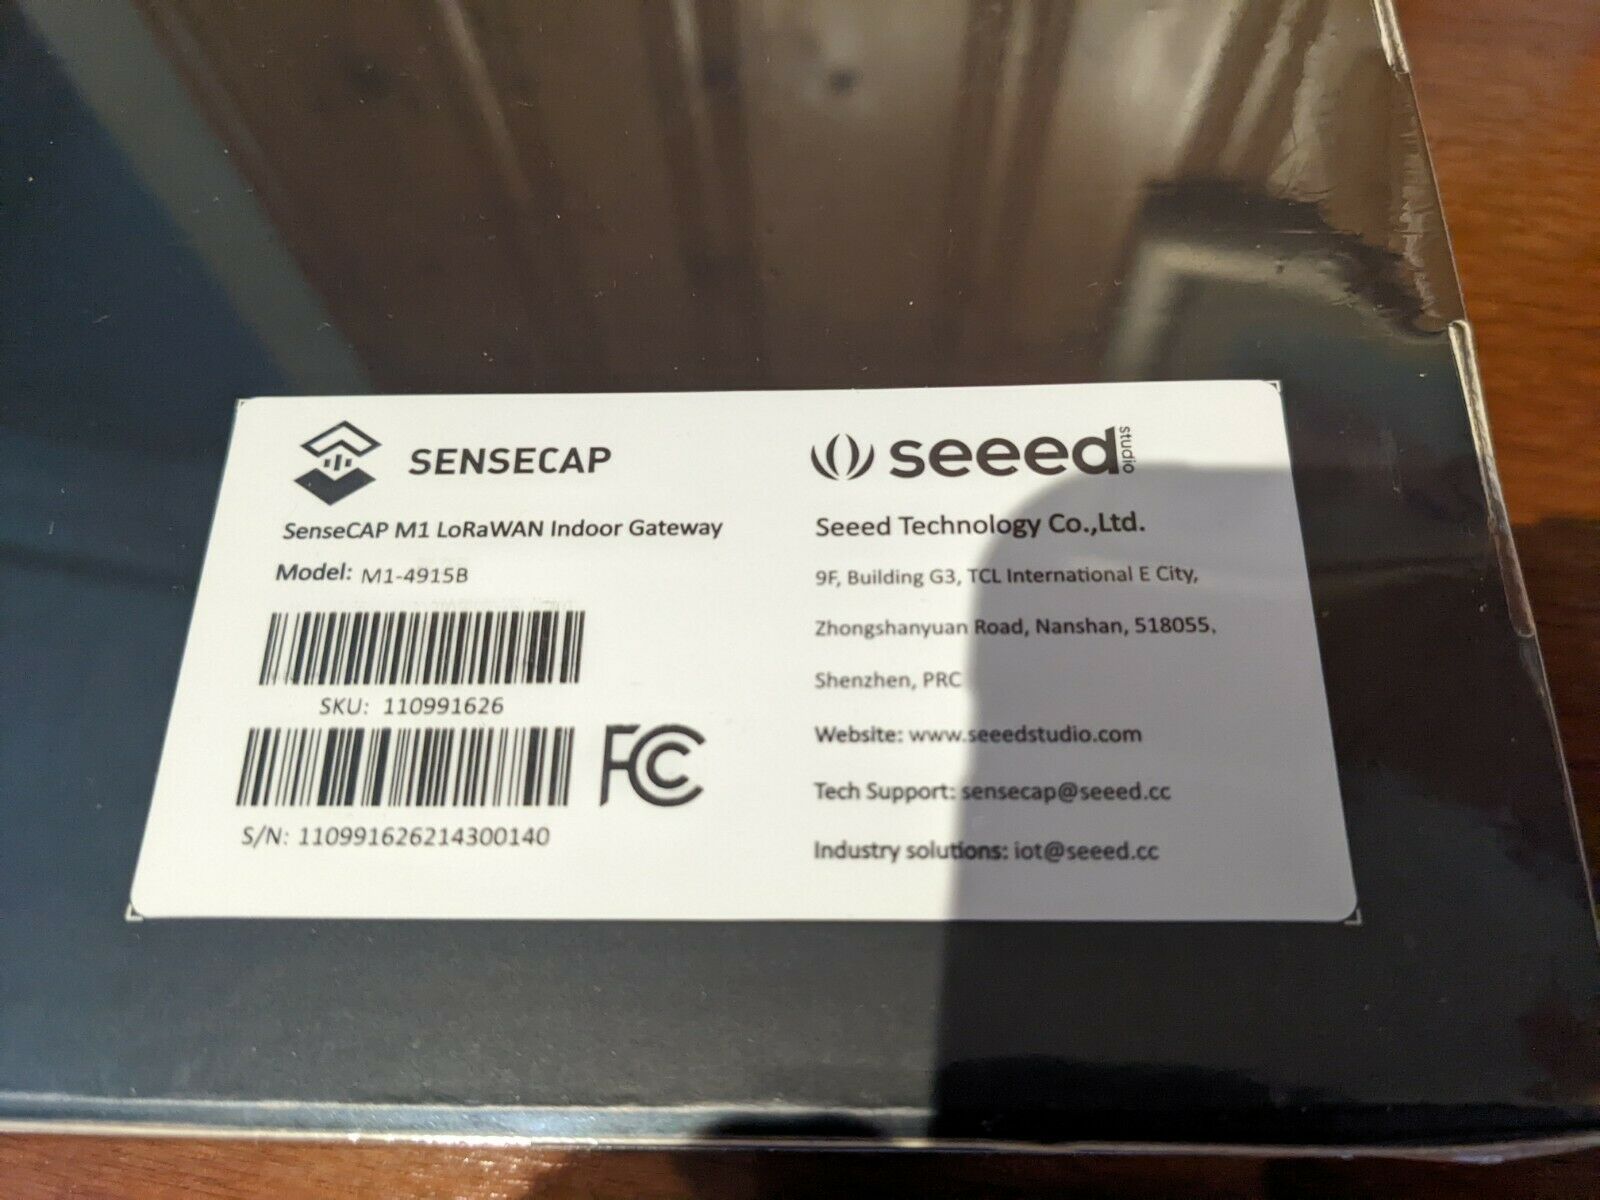 SENSECAP
SenseCAP M1 LoRaWAN Indoor Gateway
Model: M1-4915B
SKU: 110991626
FC
S/N: 110991626214300140
seeed studio
Seeed Technology Co.,Ltd.
9F, Building G3, TCL International E City,
Zhongshanyuan Road, Nanshan, 518055,
Shenzhen, PRC
Website: www.seeedstudio.com
Tech Support: sensecap@seeed.cc
Industry solutions: iot@seeed.cc